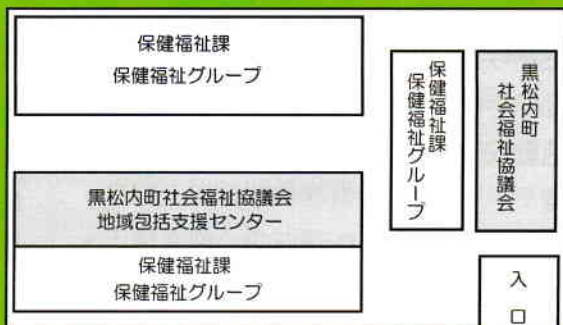 保健福祉課
保健福祉グループ
保健福祉課
保健福祉グループ
黒松内町
社会福祉協議会
黒松内町社会福祉協議会
地域包括支援センター
保健福祉課
保健福祉グループ
入口